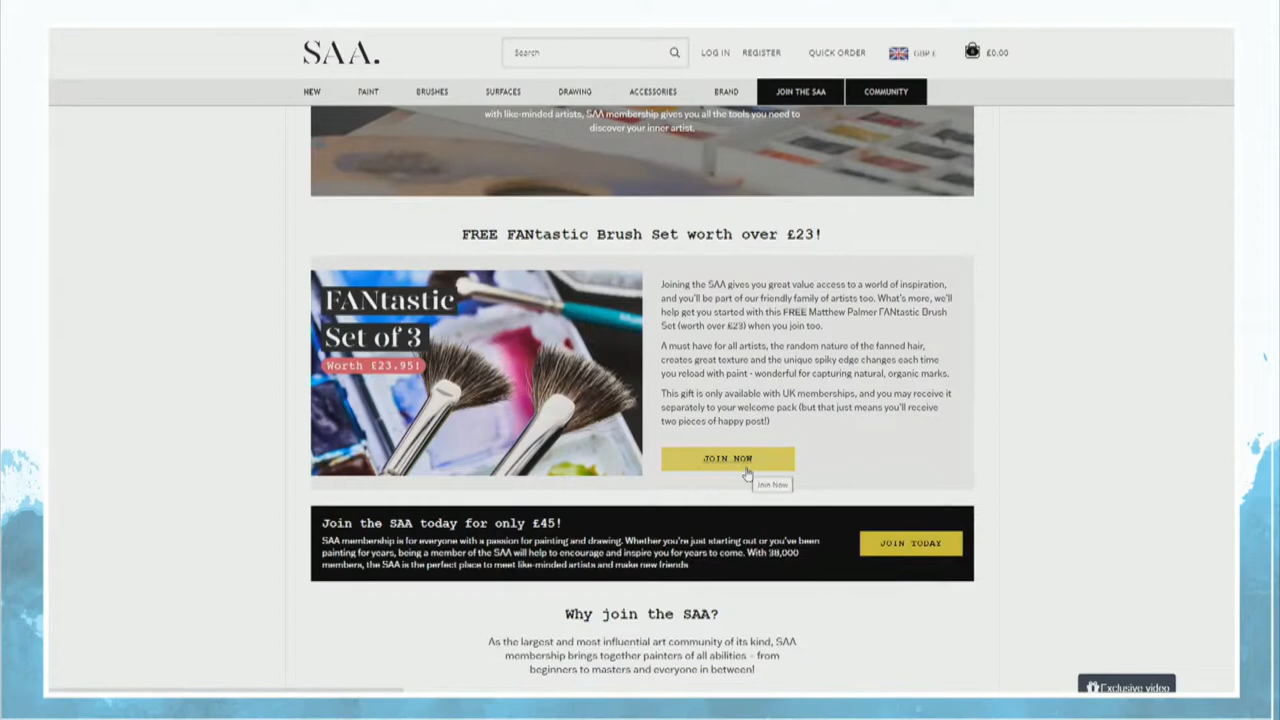 SAA.
Search
LOG IN
REGISTER
QUICK ORDER
GBP £
£0.00
NEW
PAINT
BRUSHES
SURFACES
DRAWING
ACCESSORIES
BRAND
JOIN THE SAA
COMMUNITY
with like-minded artists, SAA membership gives you all the tools you need to
discover your inner artist.
FREE FANtastic Brush Set worth over £23!
FANtastic
Set of 3
Worth £23.95!
Joining the SAA gives you great value access to a world of inspiration,
and you'll be part of our friendly family of artists too. What's more, we'll
help get you started with this FREE Matthew Palmer FANtastic Brush
Set (worth over £23) when you join too.
A must have for all artists, the random nature of the fanned hair,
creates great texture and the unique spiky edge changes each time
you reload with paint - wonderful for capturing natural, organic marks.
This gift is only available with UK memberships, and you may receive it
separately to your welcome pack (but that just means you'll receive
two pieces of happy post!)
JOIN NOW
Join Now
Join the SAA today for only £45!
SAA membership is for everyone with a passion for painting and drawing. Whether you're just starting out or you've been
painting for years, being a member of the SAA will help to encourage and inspire you for years to come. With 38,000
members, the SAA is the perfect place to meet like-minded artists and make new friends
JOIN TODAY
Why join the SAA?
As the largest and most influential art community of its kind, SAA
membership brings together painters of all abilities - from
beginners to masters and everyone in between!
Exclusive video